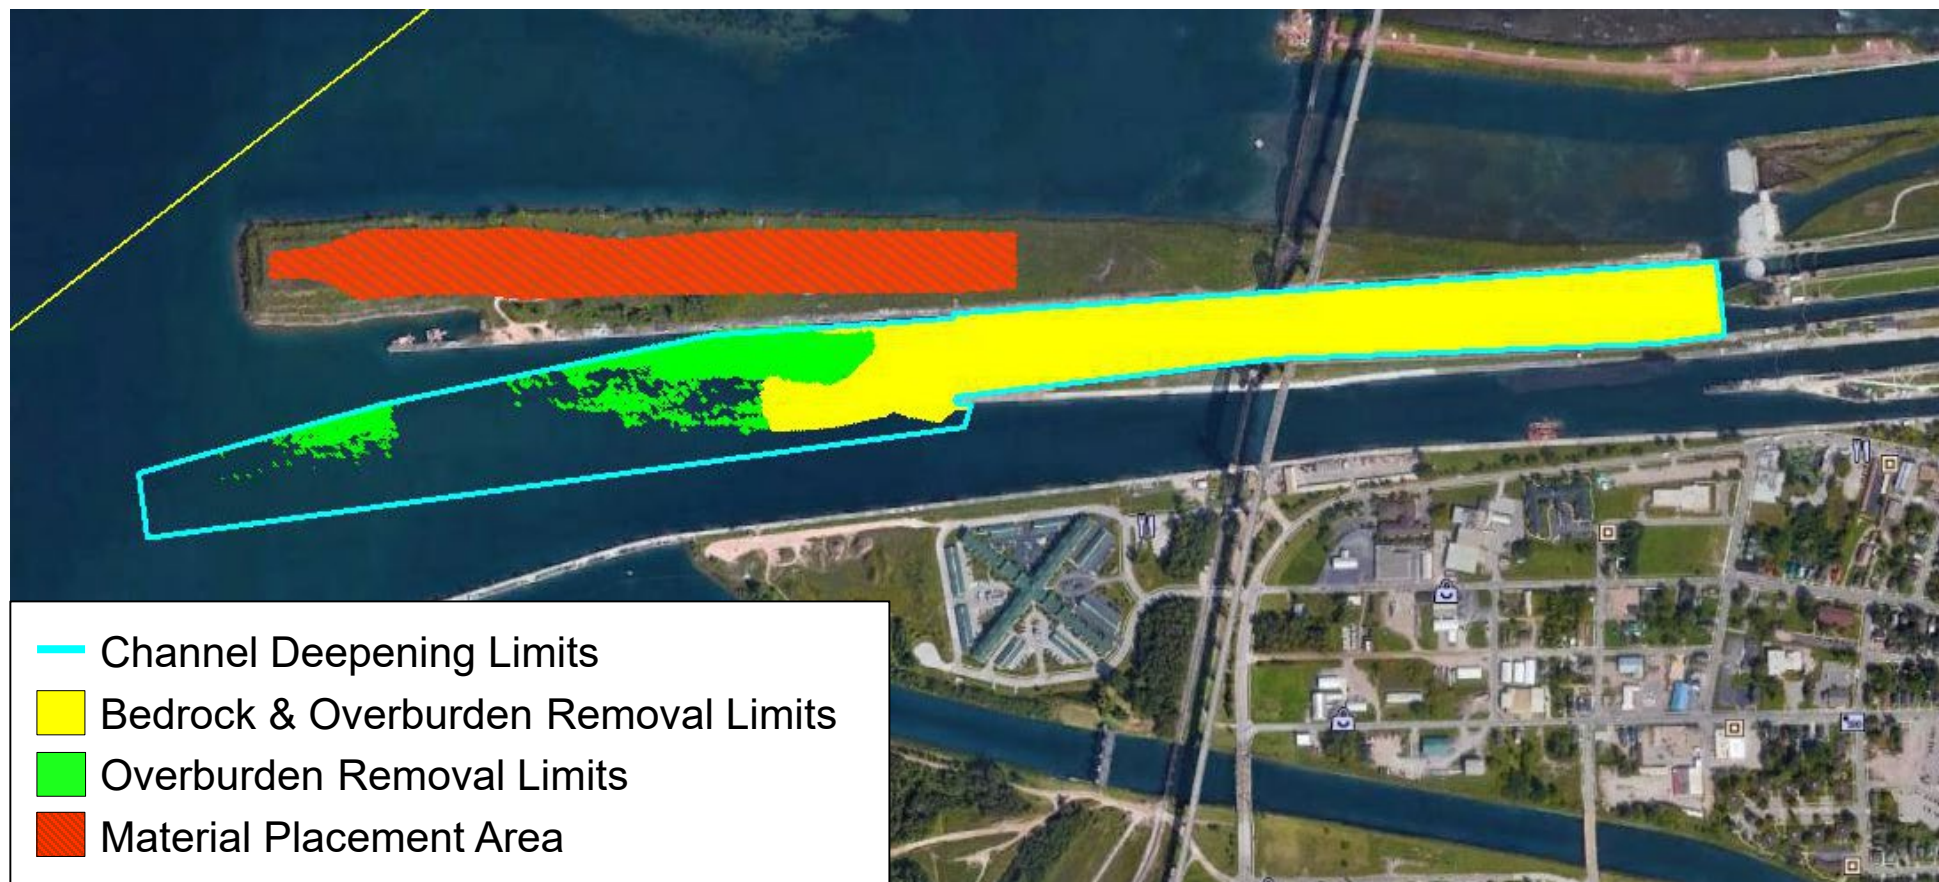 Channel Deepening Limits
Bedrock & Overburden Removal Limits
Overburden Removal Limits
Material Placement Area